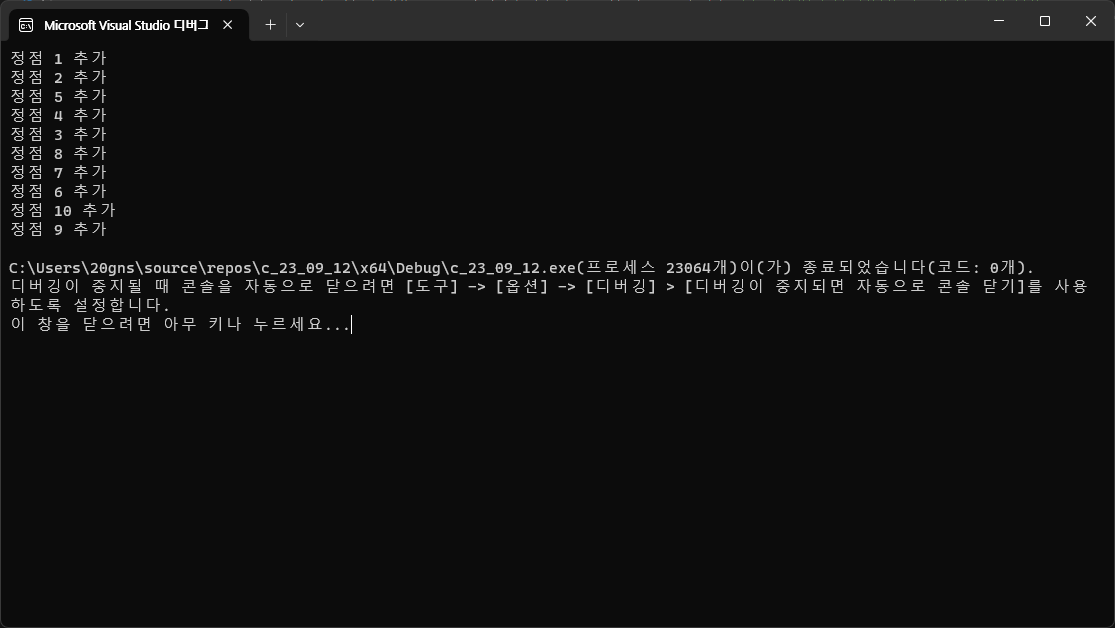 Microsoft Visual Studio 디버그
정점 1 추가
정점 2 추가
정점 5 추가
정점 4 추가
정점 3 추가
정점 8 추가
정점 7 추가
정점 6 추가
정점 10 추가
정점 9 추가
C:\Users\20gns\source\repos\c_23_09_12\x64\Debug\c_23_09_12.exe(프로세스 23064개)이(가) 종료되었습니다(코드: 0개).
디버깅이 중지될 때 콘솔을 자동으로 닫으려면 [도구] -> [옵션] -> [디버깅] > [디버깅이 중지되면 자동으로 콘솔 닫기]를 사용
하도록 설정합니다.
이 창을 닫으려면 아무 키나 누르세요...